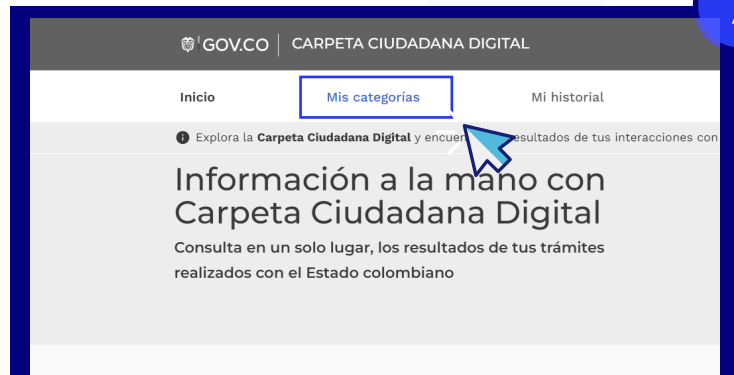 GOV.CO CARPETA CIUDADANA DIGITAL
Inicio Mis categorías Mi historial
Explora la Carpeta Ciudadana Digital y encuen resultados de tus interacciones con
Información a la mano con
Carpeta Ciudadana Digital
Consulta en un solo lugar, los resultados de tus trámites
realizados con el Estado colombiano